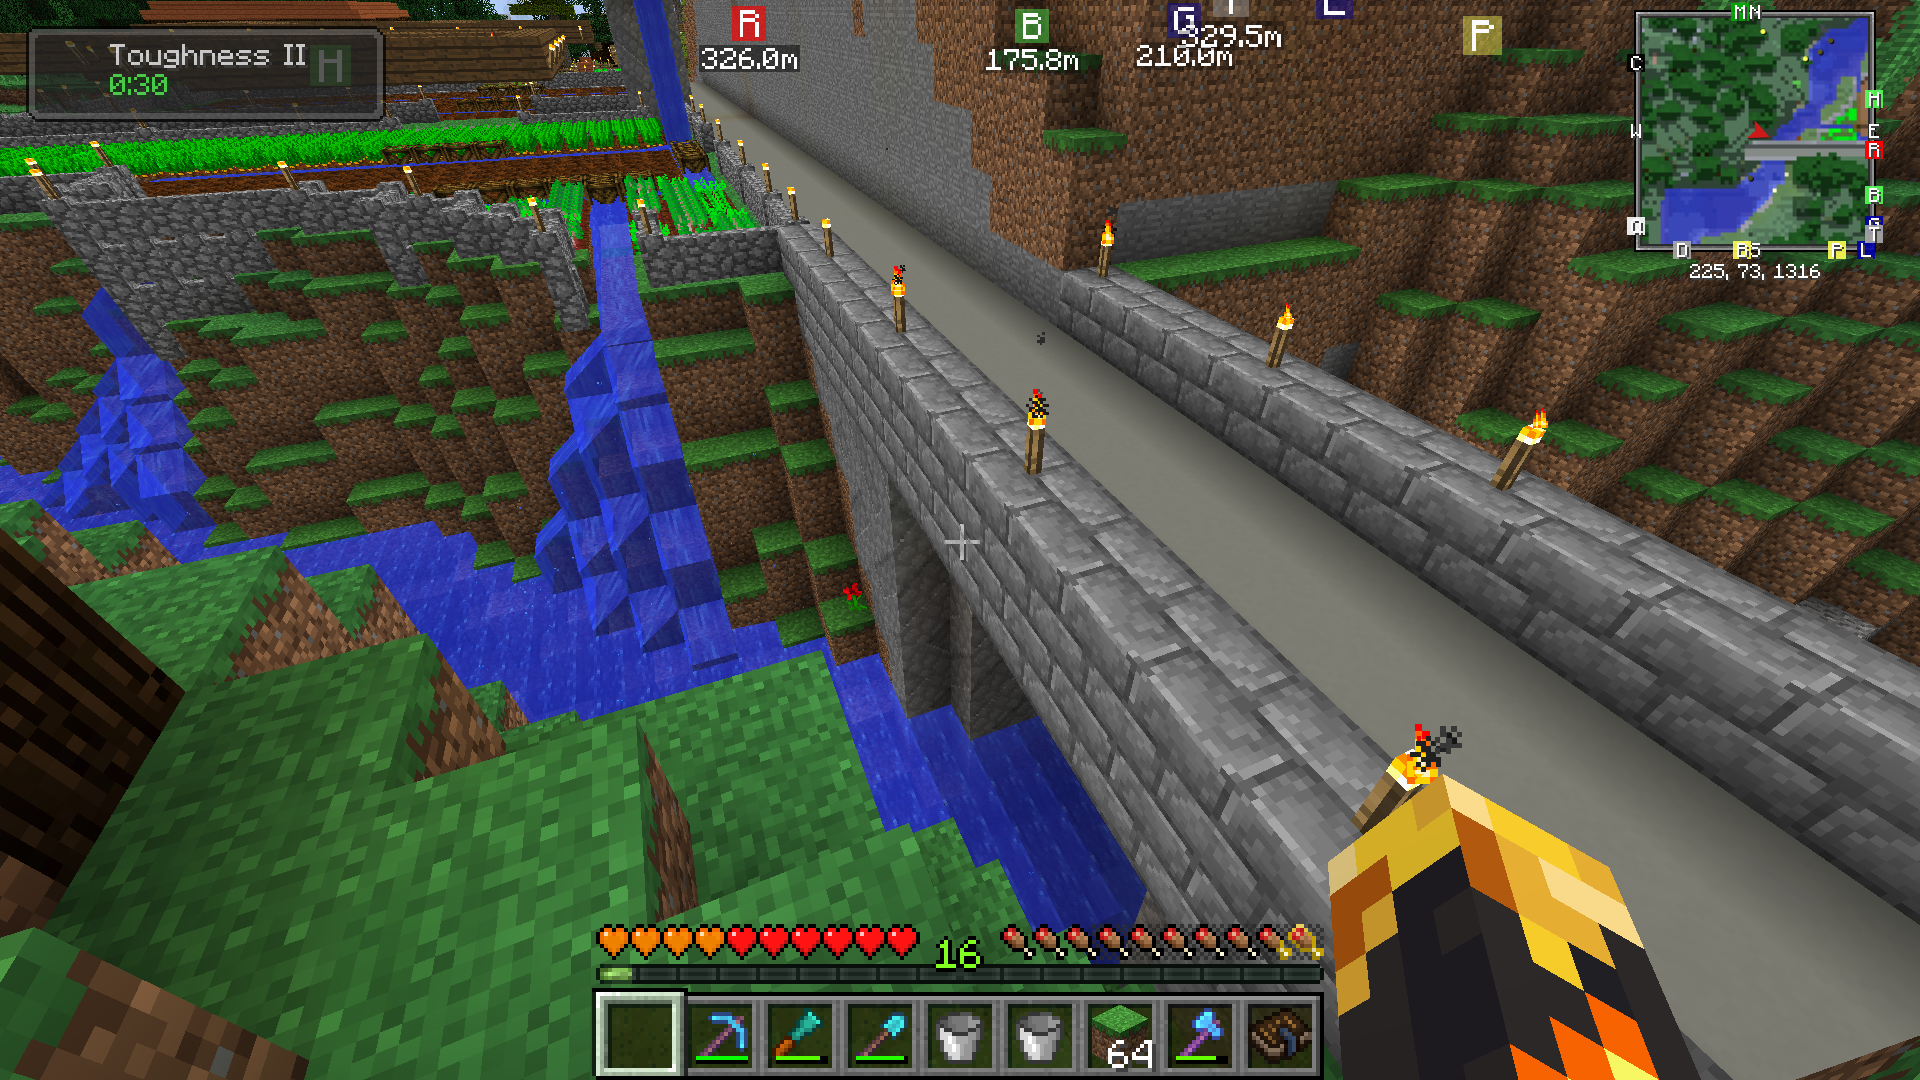 Toughness II H
0:30
R
326.0m
B
175.8m
G
210.0m
329.5m
L
P
M N
C
H
W
E
R
B
G
T
D
P
L
225, 73, 1316
16
64